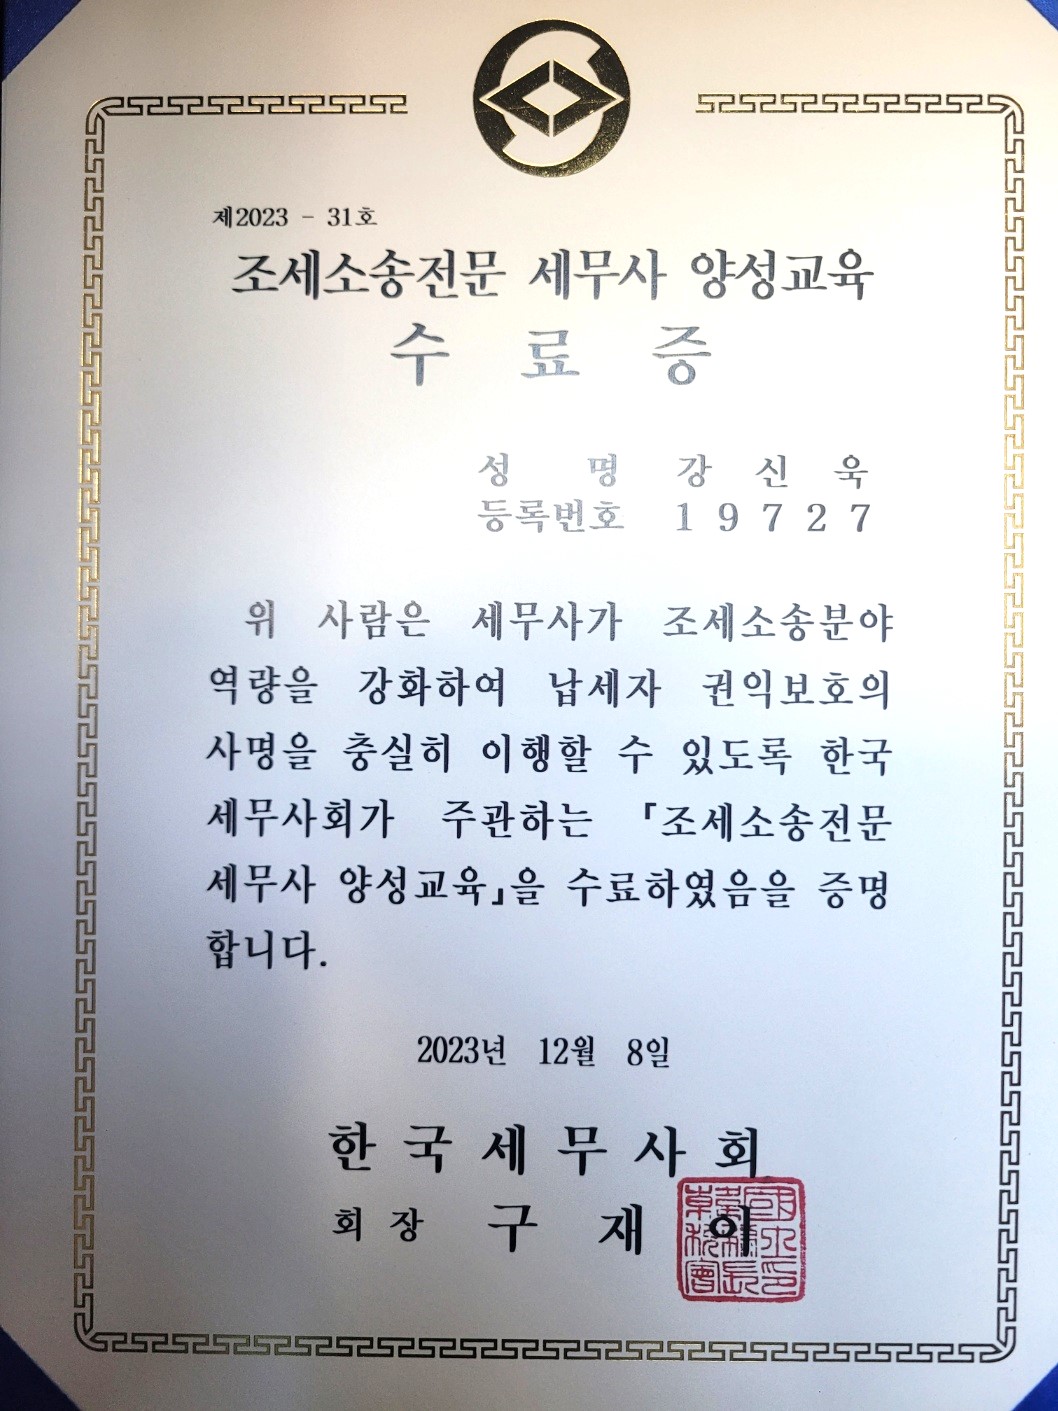 제2023 - 31호
조세소송전문 세무사 양성교육
수 료 증
성 명 강 신 욱
등록번호 1 9 7 2 7
위 사람은 세무사가 조세소송분야
역량을 강화하여 납세자 권익보호의
사명을 충실히 이행할 수 있도록 한국
세무사회가 주관하는 「조세소송전문
세무사 양성교육」을 수료하였음을 증명
합니다.
2023년 12월 8일
한 국 세 무 사 회
회 장 구 재 이